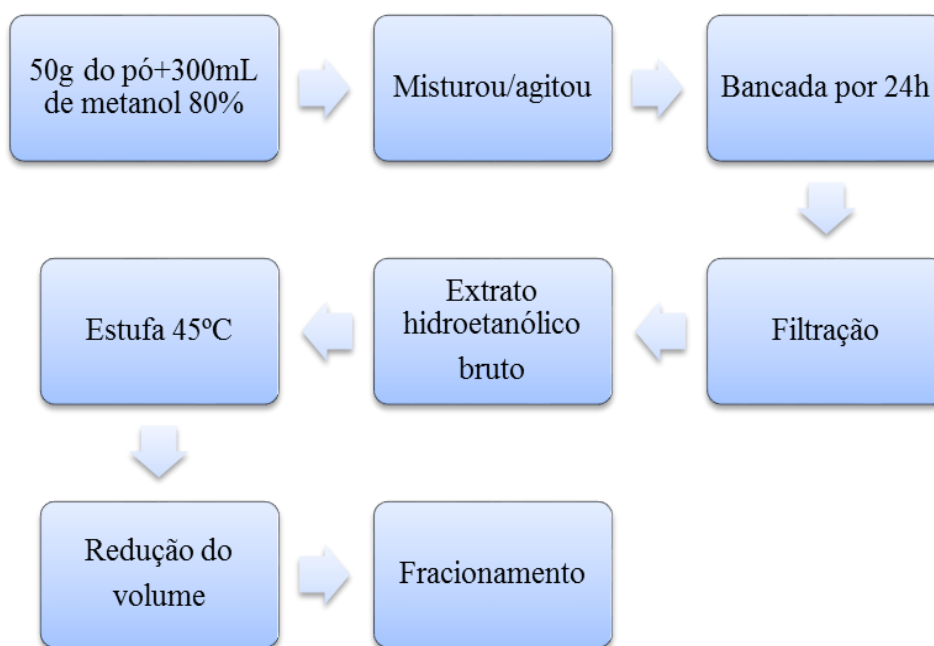 50g do pó+300mL
de metanol 80%
Misturou/agitou
Bancada por 24h
Filtração
Extrato
hidroetanólico
bruto
Estufa 45ºC
Redução do
volume
Fracionamento